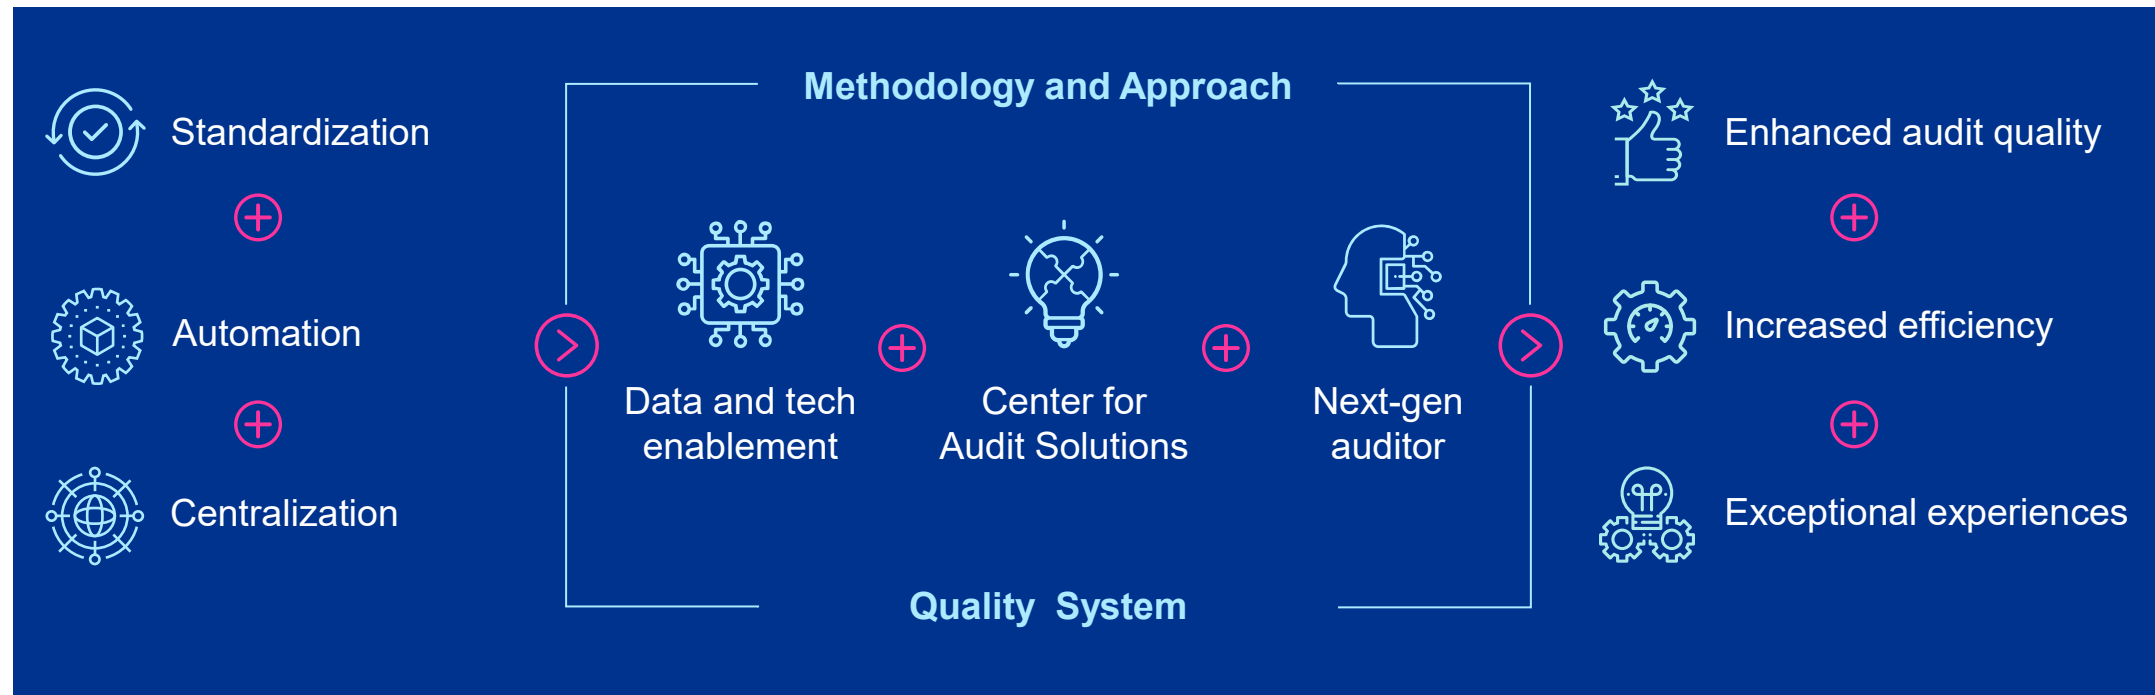 Standardization
Automation
Centralization
Methodology and Approach
Data and tech
enablement
Center for
Audit Solutions
Next-gen
auditor
Quality System
Enhanced audit quality
Increased efficiency
Exceptional experiences